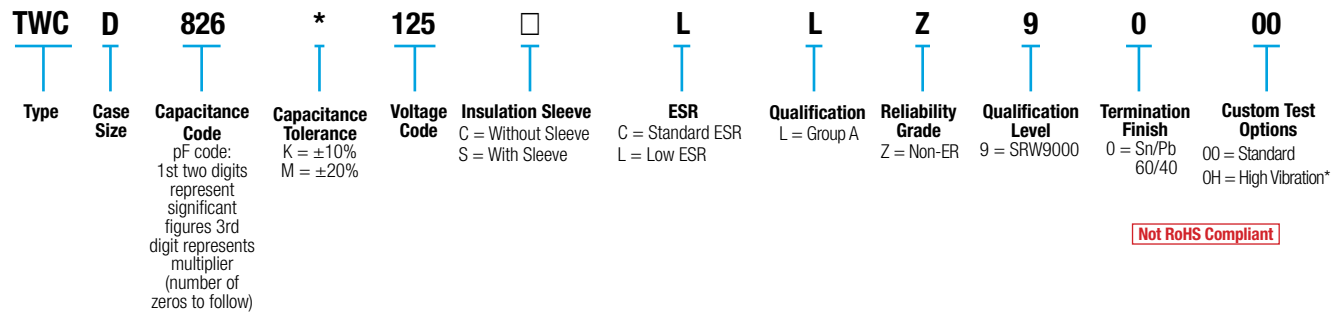 TWC D 826 * 125 □ L L Z 9 0 00
Type
Case
Size
Capacitance
Code
pF code:
1st two digits
represent
significant
figures 3rd
digit represents
multiplier
(number of
zeros to follow)
Capacitance
Tolerance
K = ±10%
M = ±20%
Voltage
Code
Insulation Sleeve
C = Without Sleeve
S = With Sleeve
ESR
C = Standard ESR
L = Low ESR
Qualification
L = Group A
Reliability
Grade
Z = Non-ER
Qualification
Level
9 = SRW9000
Termination
Finish
0 = Sn/Pb
60/40
Custom Test
Options
00 = Standard
0H = High Vibration*
Not RoHS Compliant